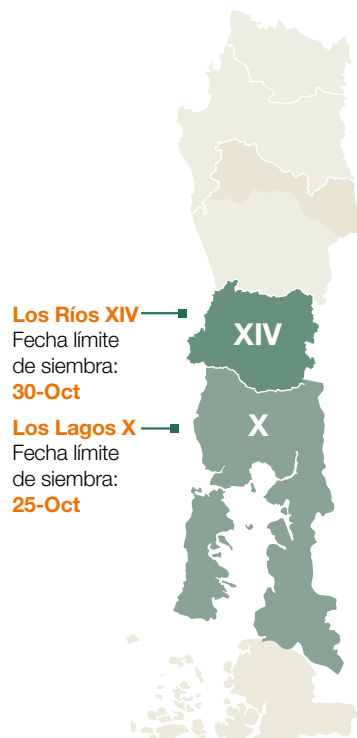 Los Ríos XIV
Fecha límite
de siembra:
30-Oct
Los Lagos X
Fecha límite
de siembra:
25-Oct
XIV
X